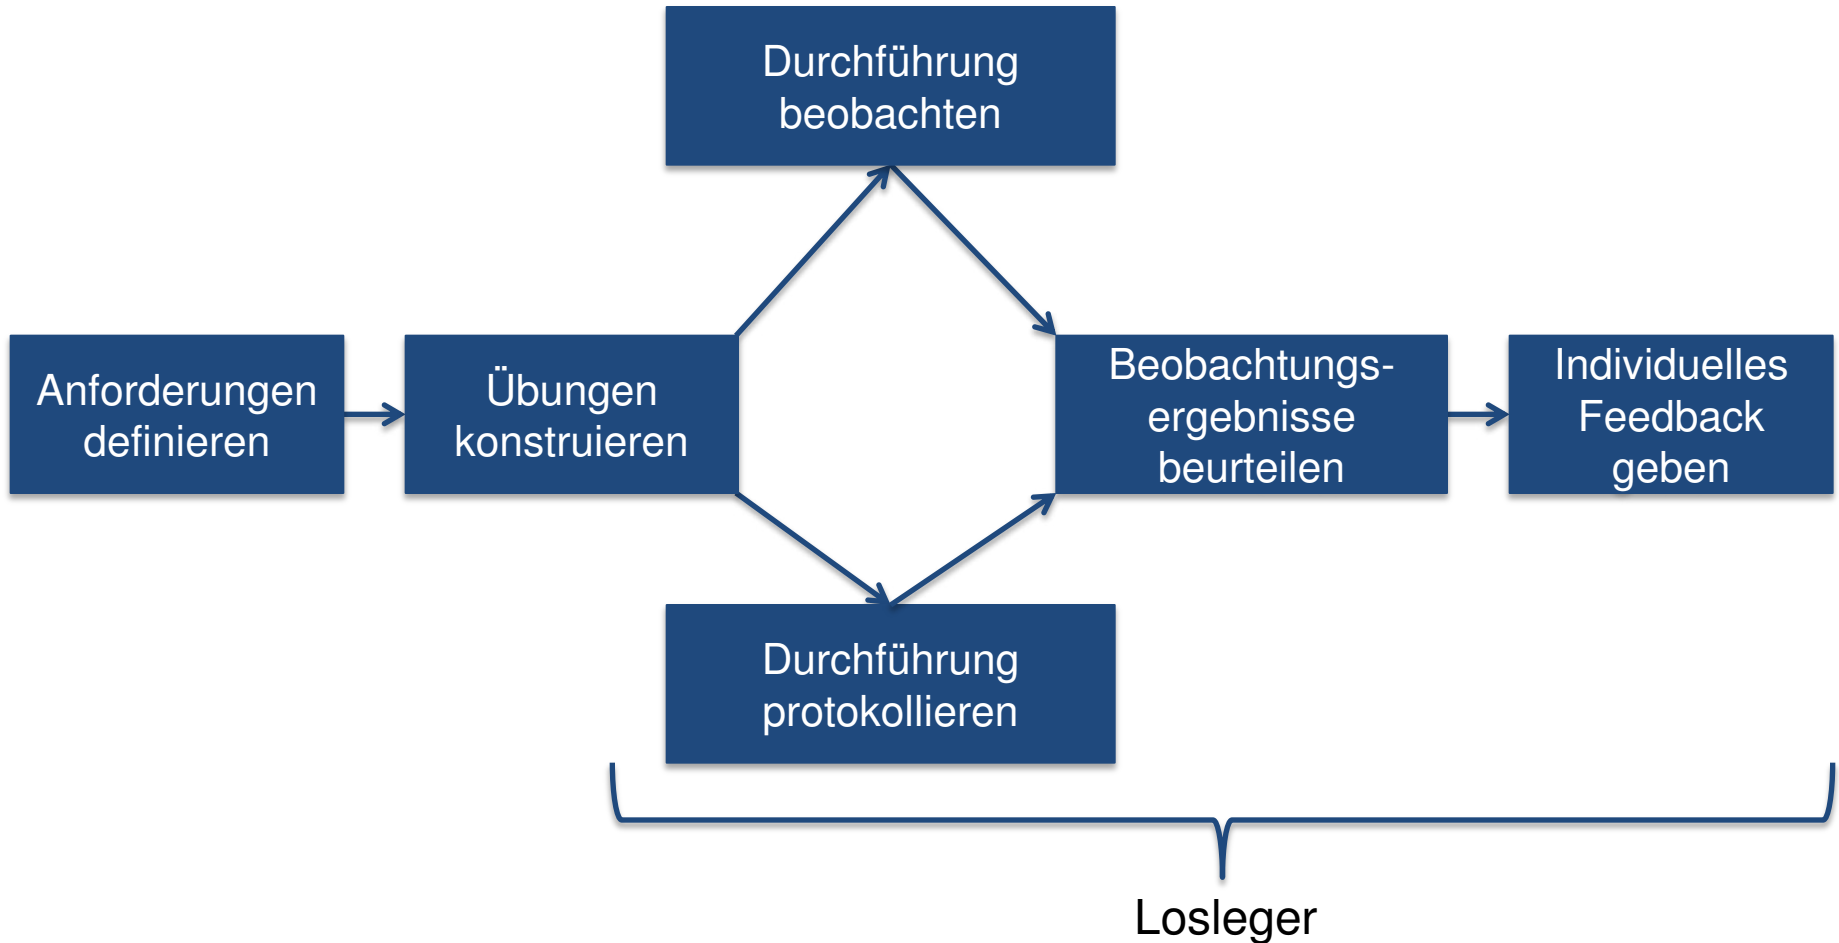 Durchführung
beobachten
Anforderungen
definieren
Übungen
konstruieren
Beobachtungs-
ergebnisse
beurteilen
Individuelles
Feedback
geben
Durchführung
protokollieren
Losleger